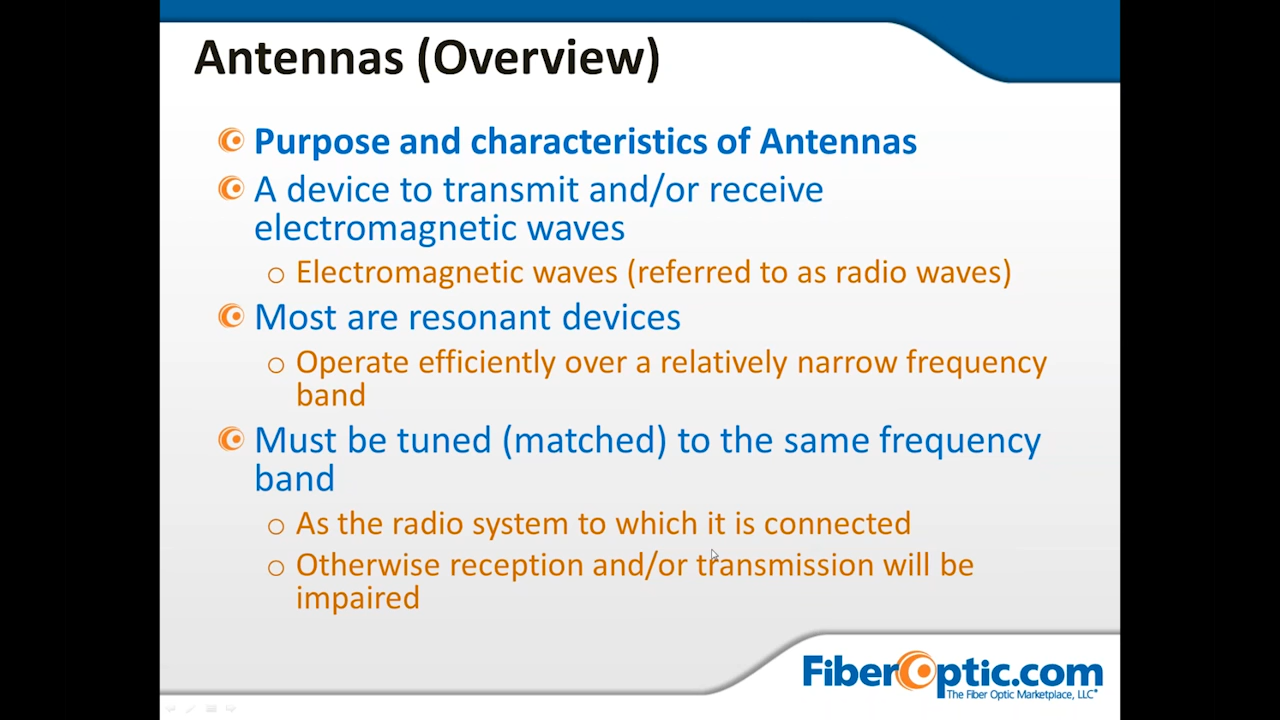 Antennas (Overview)
Purpose and characteristics of Antennas
A device to transmit and/or receive
electromagnetic waves
Electromagnetic waves (referred to as radio waves)
Most are resonant devices
Operate efficiently over a relatively narrow frequency
band
Must be tuned (matched) to the same frequency
band
As the radio system to which it is connected
Otherwise reception and/or transmission will be
impaired
FiberOptic.com
The Fiber Optic Marketplace, LLC®